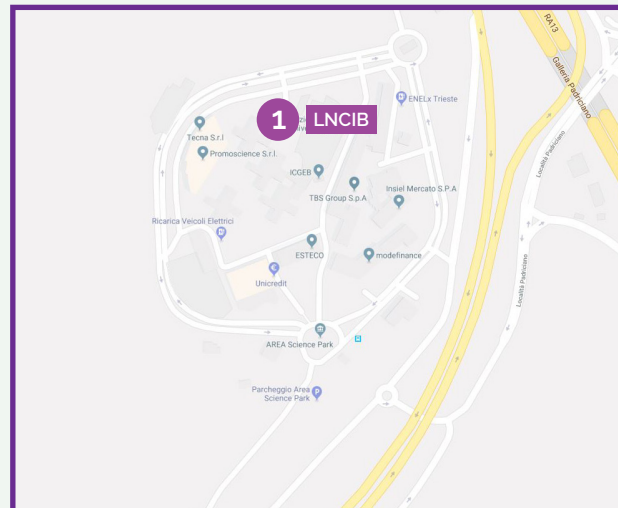 RA13
Galleria Padriciano
ENELx Trieste
1 LNCIB
Tecna S.r.l
Promoscience S.r.l.
Località Padriciano
ICGEB
TBS Group S.p.A
Insiel Mercato S.P.A
Ricarica Veicoli Elettrici
ESTECO
modefinance
Unicredit
Località Padriciano
AREA Science Park
Parcheggio Area
Science Park
P